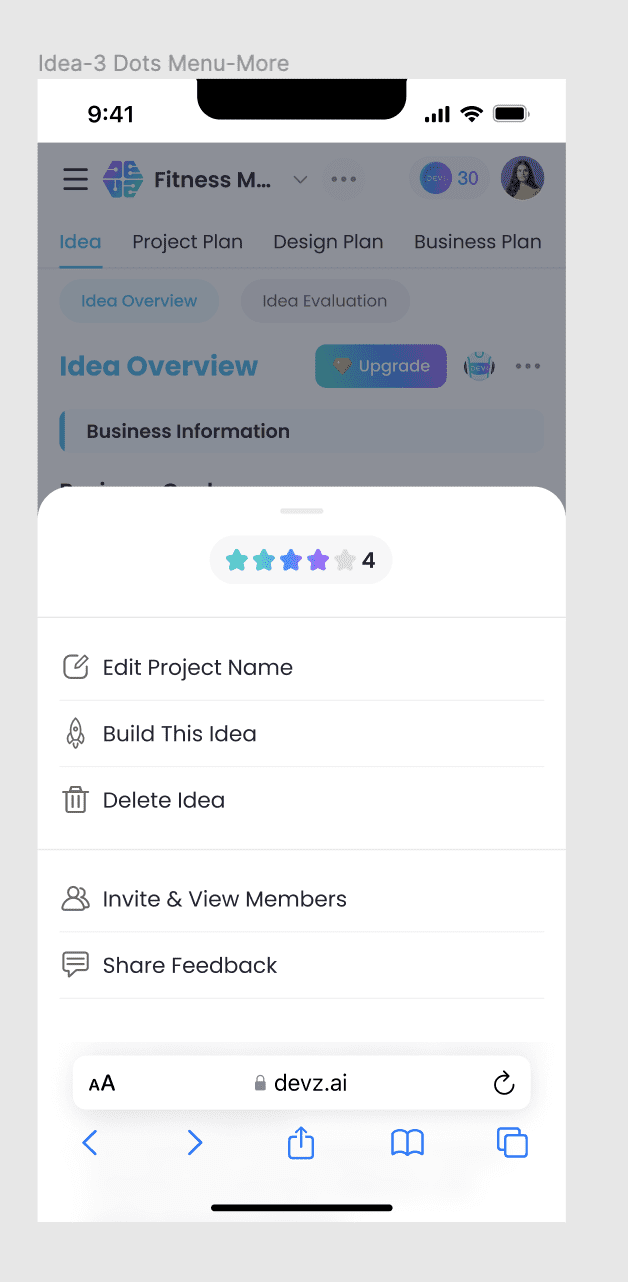 Idea-3 Dots Menu-More
9:41
Fitness M...
DEVZ 30
Idea Project Plan Design Plan Business Plan
Idea Overview Idea Evaluation
Idea Overview Upgrade
Business Information
4
Edit Project Name
Build This Idea
Delete Idea
Invite & View Members
Share Feedback
AA devz.ai